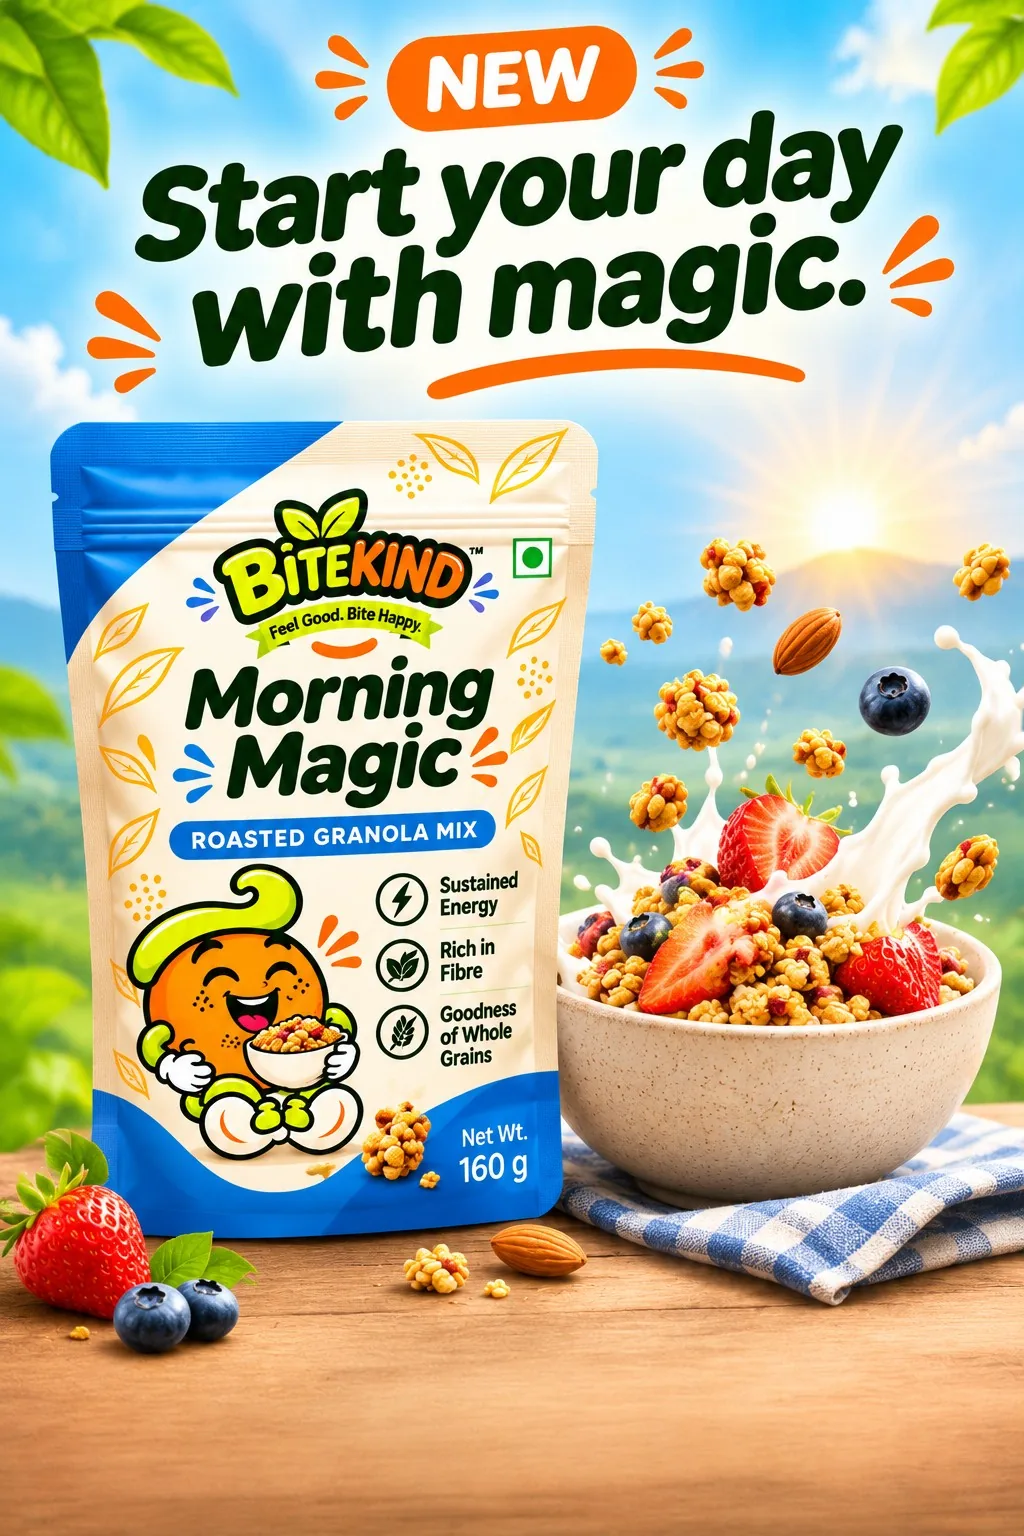 NEW
Start your day
with magic.
BiTEKIND™
Feel Good. Bite Happy.
Morning
Magic
ROASTED GRANOLA MIX
Sustained
Energy
Rich in
Fibre
Goodness
of Whole
Grains
Net Wt.
160 g